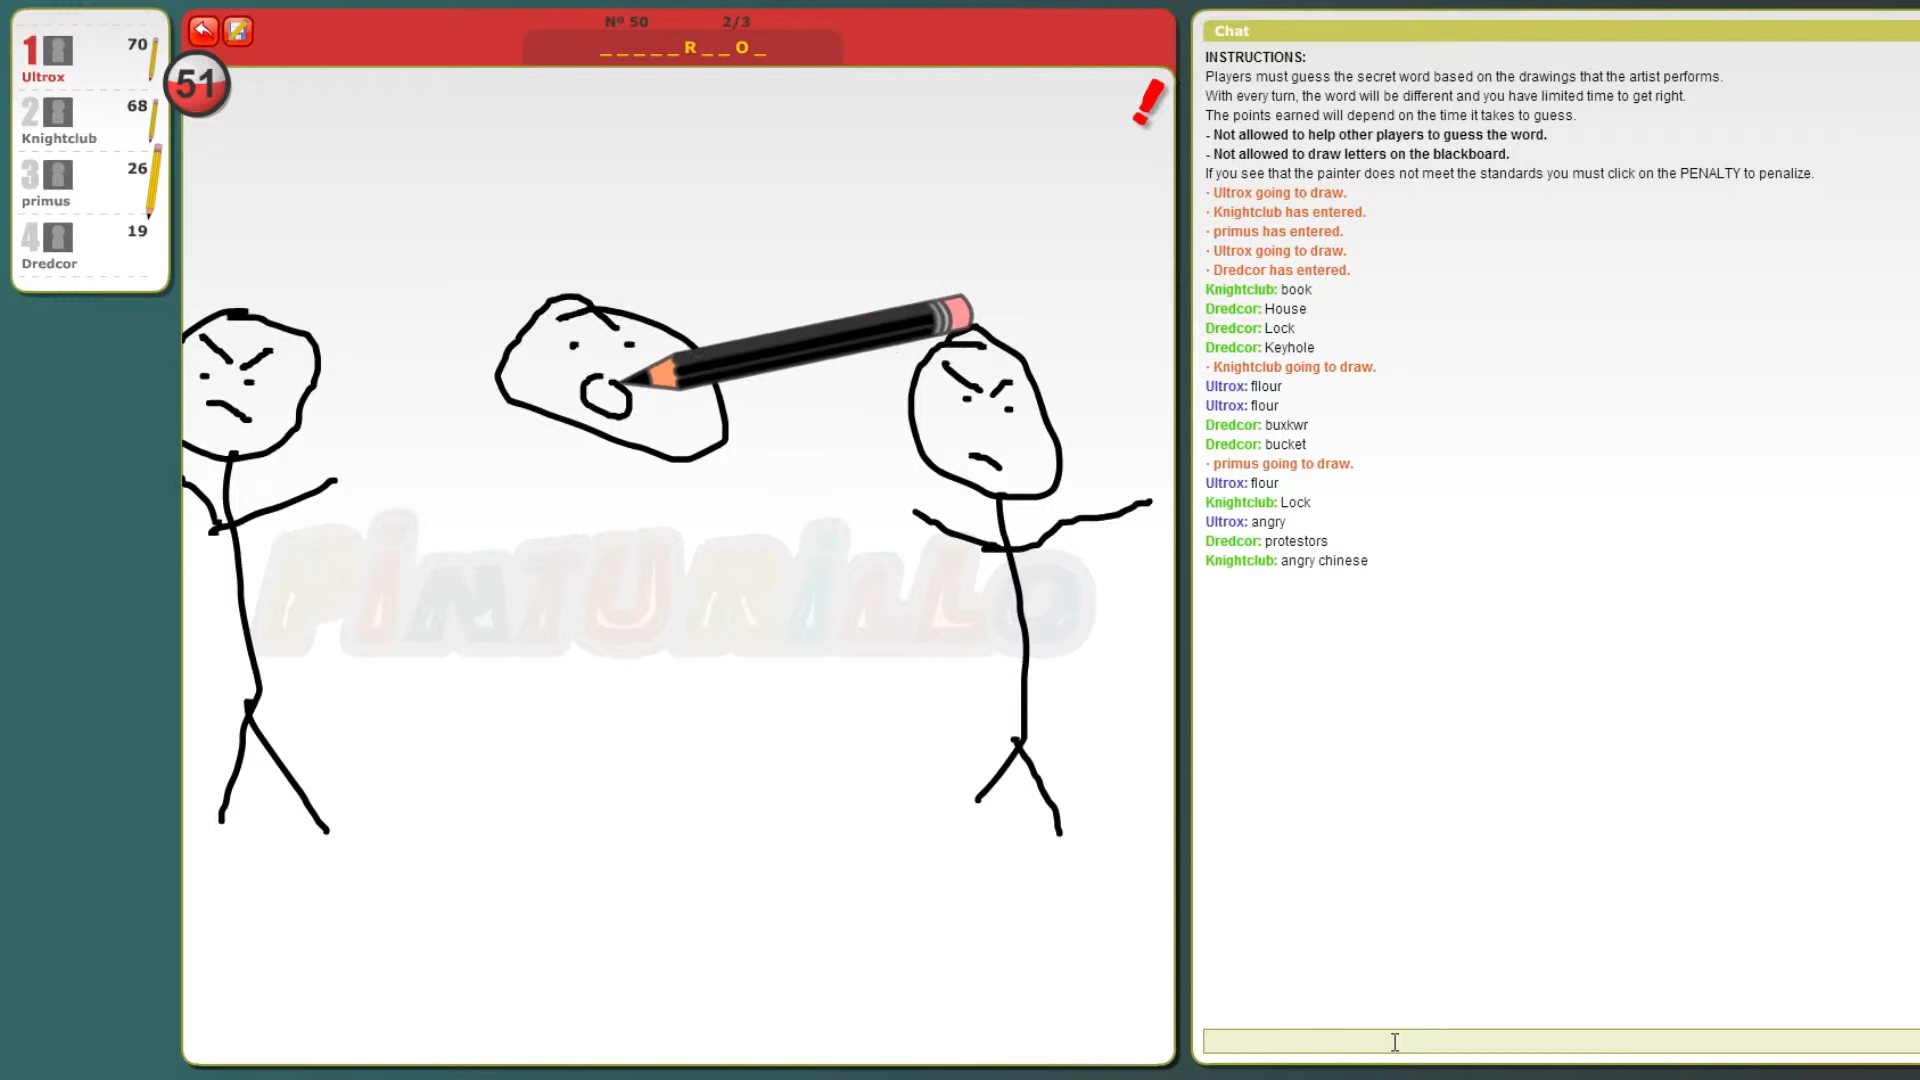 1 70
Ultrox
2 68
Knightclub
3 26
primus
4 19
Dredcor
51
Nº 50 2/3
_ _ _ _ _ R _ _ O _
PINTURILLO
Chat
INSTRUCTIONS:
Players must guess the secret word based on the drawings that the artist performs.
With every turn, the word will be different and you have limited time to get right.
The points earned will depend on the time it takes to guess.
- Not allowed to help other players to guess the word.
- Not allowed to draw letters on the blackboard.
If you see that the painter does not meet the standards you must click on the PENALTY to penalize.
· Ultrox going to draw.
· Knightclub has entered.
· primus has entered.
· Ultrox going to draw.
· Dredcor has entered.
Knightclub: book
Dredcor: House
Dredcor: Lock
Dredcor: Keyhole
· Knightclub going to draw.
Ultrox: fllour
Ultrox: flour
Dredcor: buxkwr
Dredcor: bucket
· primus going to draw.
Ultrox: flour
Knightclub: Lock
Ultrox: angry
Dredcor: protestors
Knightclub: angry chinese